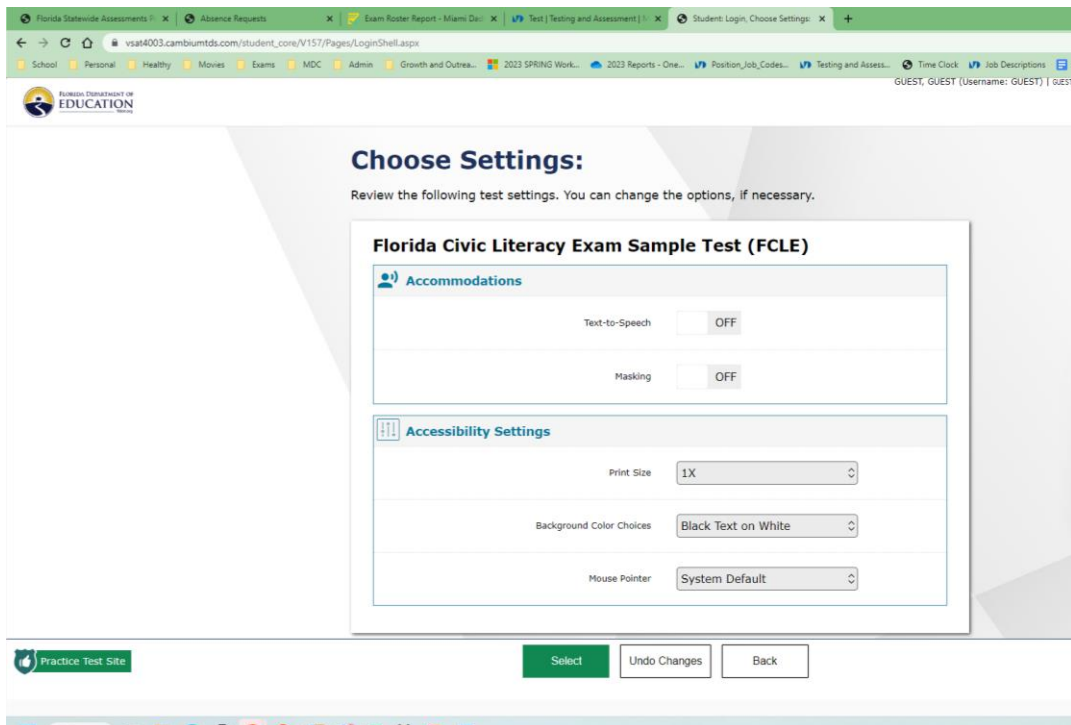 Florida Statewide Assessments P
Absence Requests
Exam Roster Report - Miami Dad
Test | Testing and Assessment |
Student: Login, Choose Settings:
vsat4003.cambiumtds.com/student_core/V157/Pages/LoginShell.aspx
School Personal Healthy Movies Exams MDC Admin Growth and Outrea... 2023 SPRING Work... 2023 Reports - One... Position_Job_Codes... Testing and Assess... Time Clock Job Descriptions
GUEST, GUEST (Username: GUEST) |
FLORIDA DEPARTMENT OF
EDUCATION
Choose Settings:
Review the following test settings. You can change the options, if necessary.
Florida Civic Literacy Exam Sample Test (FCLE)
Accommodations
Text-to-Speech OFF
Masking OFF
Accessibility Settings
Print Size 1X
Background Color Choices Black Text on White
Mouse Pointer System Default
Practice Test Site Select Undo Changes Back